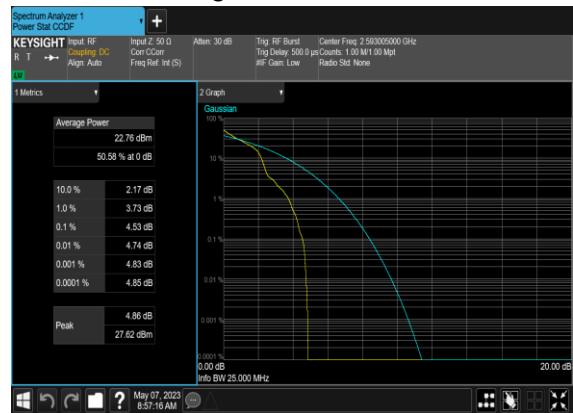 Spectrum Analyzer 1
Power Stat CCDF
+
KEYSIGHT
R T
LW
Input: RF
Coupling: DC
Align: Auto
Input Z: 50 Ω
Corr CCorr
Freq Ref: Int (S)
Atten: 30 dB
Trig: RF Burst
Trig Delay: 500.0 µs
#IF Gain: Low
Center Freq: 2.593005000 GHz
Counts: 1.00 M/1.00 Mpt
Radio Std: None
1 Metrics
Average Power
22.76 dBm
50.58 % at 0 dB
10.0 % 2.17 dB
1.0 % 3.73 dB
0.1 % 4.53 dB
0.01 % 4.74 dB
0.001 % 4.83 dB
0.0001 % 4.85 dB
Peak
4.86 dB
27.62 dBm
2 Graph
Gaussian
100 %
10 %
1 %
0.1 %
0.01 %
0.001 %
0.0001 %
0.00 dB 20.00 dB
Info BW 25.000 MHz
?
May 07, 2023
8:57:16 AM